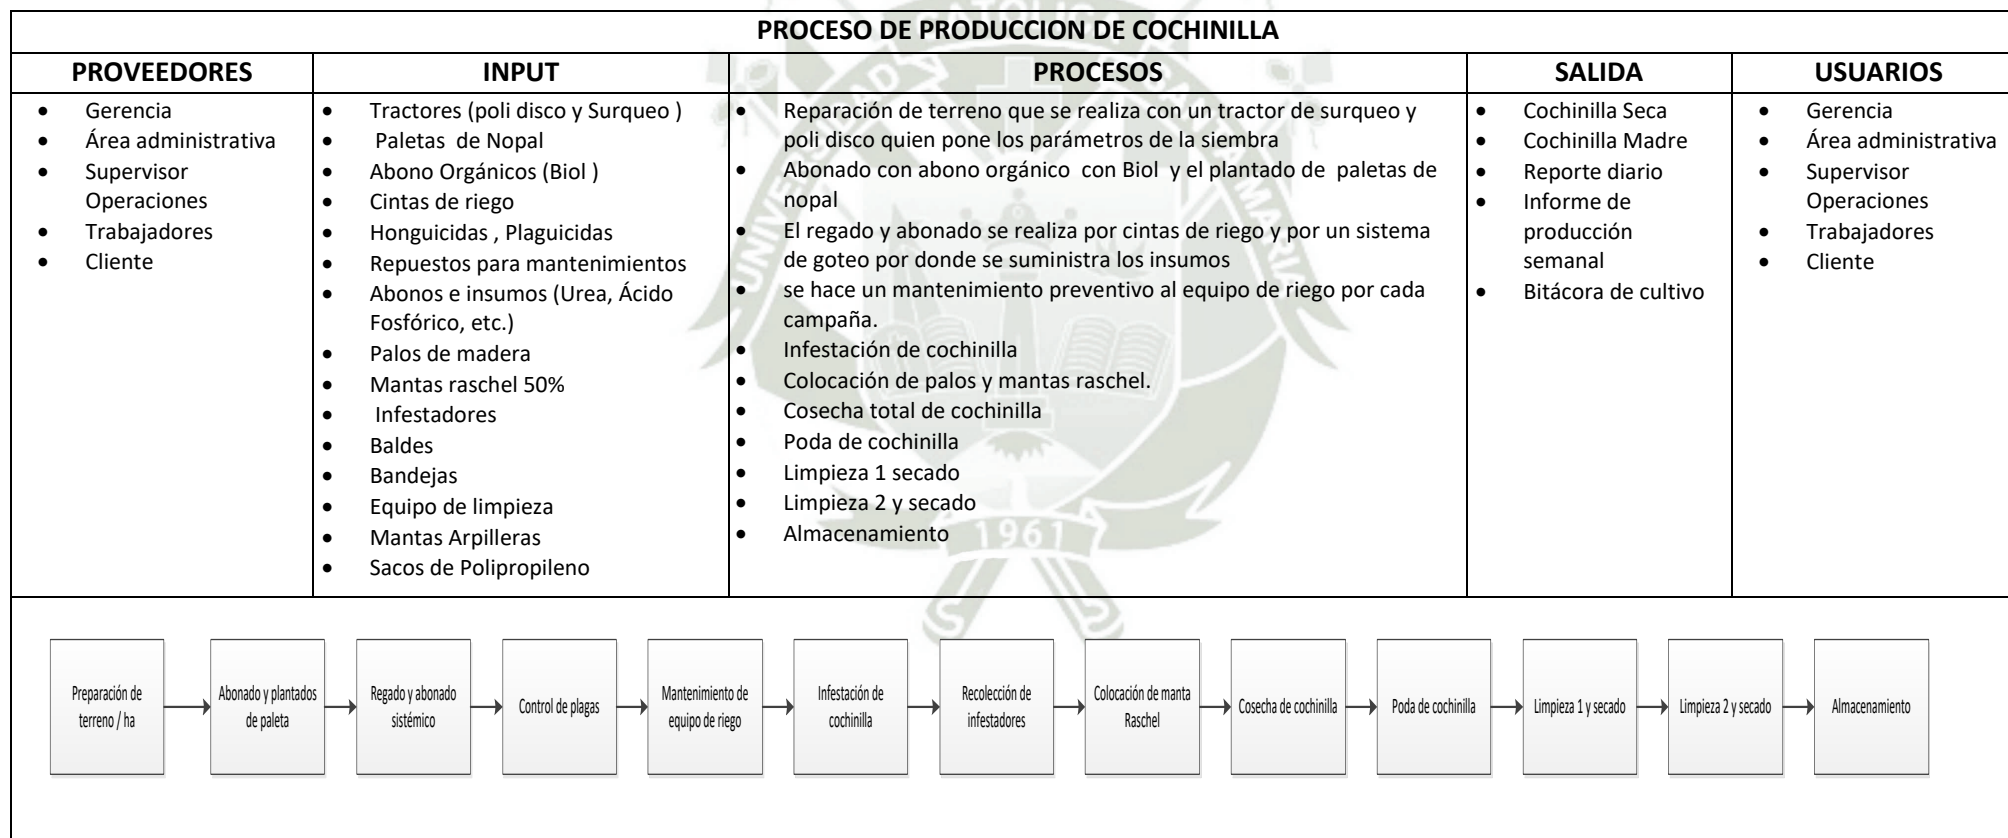 PROCESO DE PRODUCCION DE COCHINILLA
PROVEEDORES
INPUT
PROCESOS
SALIDA
USUARIOS
• Gerencia
• Área administrativa
• Supervisor
Operaciones
• Trabajadores
• Cliente
• Tractores (poli disco y Surqueo )
• Paletas de Nopal
• Abono Orgánicos (Biol )
• Cintas de riego
• Honguicidas , Plaguicidas
• Repuestos para mantenimientos
• Abonos e insumos (Urea, Ácido
Fosfórico, etc.)
• Palos de madera
• Mantas raschel 50%
• Infestadores
• Baldes
• Bandejas
• Equipo de limpieza
• Mantas Arpilleras
• Sacos de Polipropileno
• Reparación de terreno que se realiza con un tractor de surqueo y
poli disco quien pone los parámetros de la siembra
• Abonado con abono orgánico con Biol y el plantado de paletas de
nopal
• El regado y abonado se realiza por cintas de riego y por un sistema
de goteo por donde se suministra los insumos
• se hace un mantenimiento preventivo al equipo de riego por cada
campaña.
• Infestación de cochinilla
• Colocación de palos y mantas raschel.
• Cosecha total de cochinilla
• Poda de cochinilla
• Limpieza 1 secado
• Limpieza 2 y secado
• Almacenamiento
• Cochinilla Seca
• Cochinilla Madre
• Reporte diario
• Informe de
producción
semanal
• Bitácora de cultivo
• Gerencia
• Área administrativa
• Supervisor
Operaciones
• Trabajadores
• Cliente
Preparación de
terreno / ha
Abonado y plantados
de paleta
Regado y abonado
sistémico
Control de plagas
Mantenimiento de
equipo de riego
Infestación de
cochinilla
Recolección de
infestadores
Colocación de manta
Raschel
Cosecha de cochinilla
Poda de cochinilla
Limpieza 1 y secado
Limpieza 2 y secado
Almacenamiento
1961